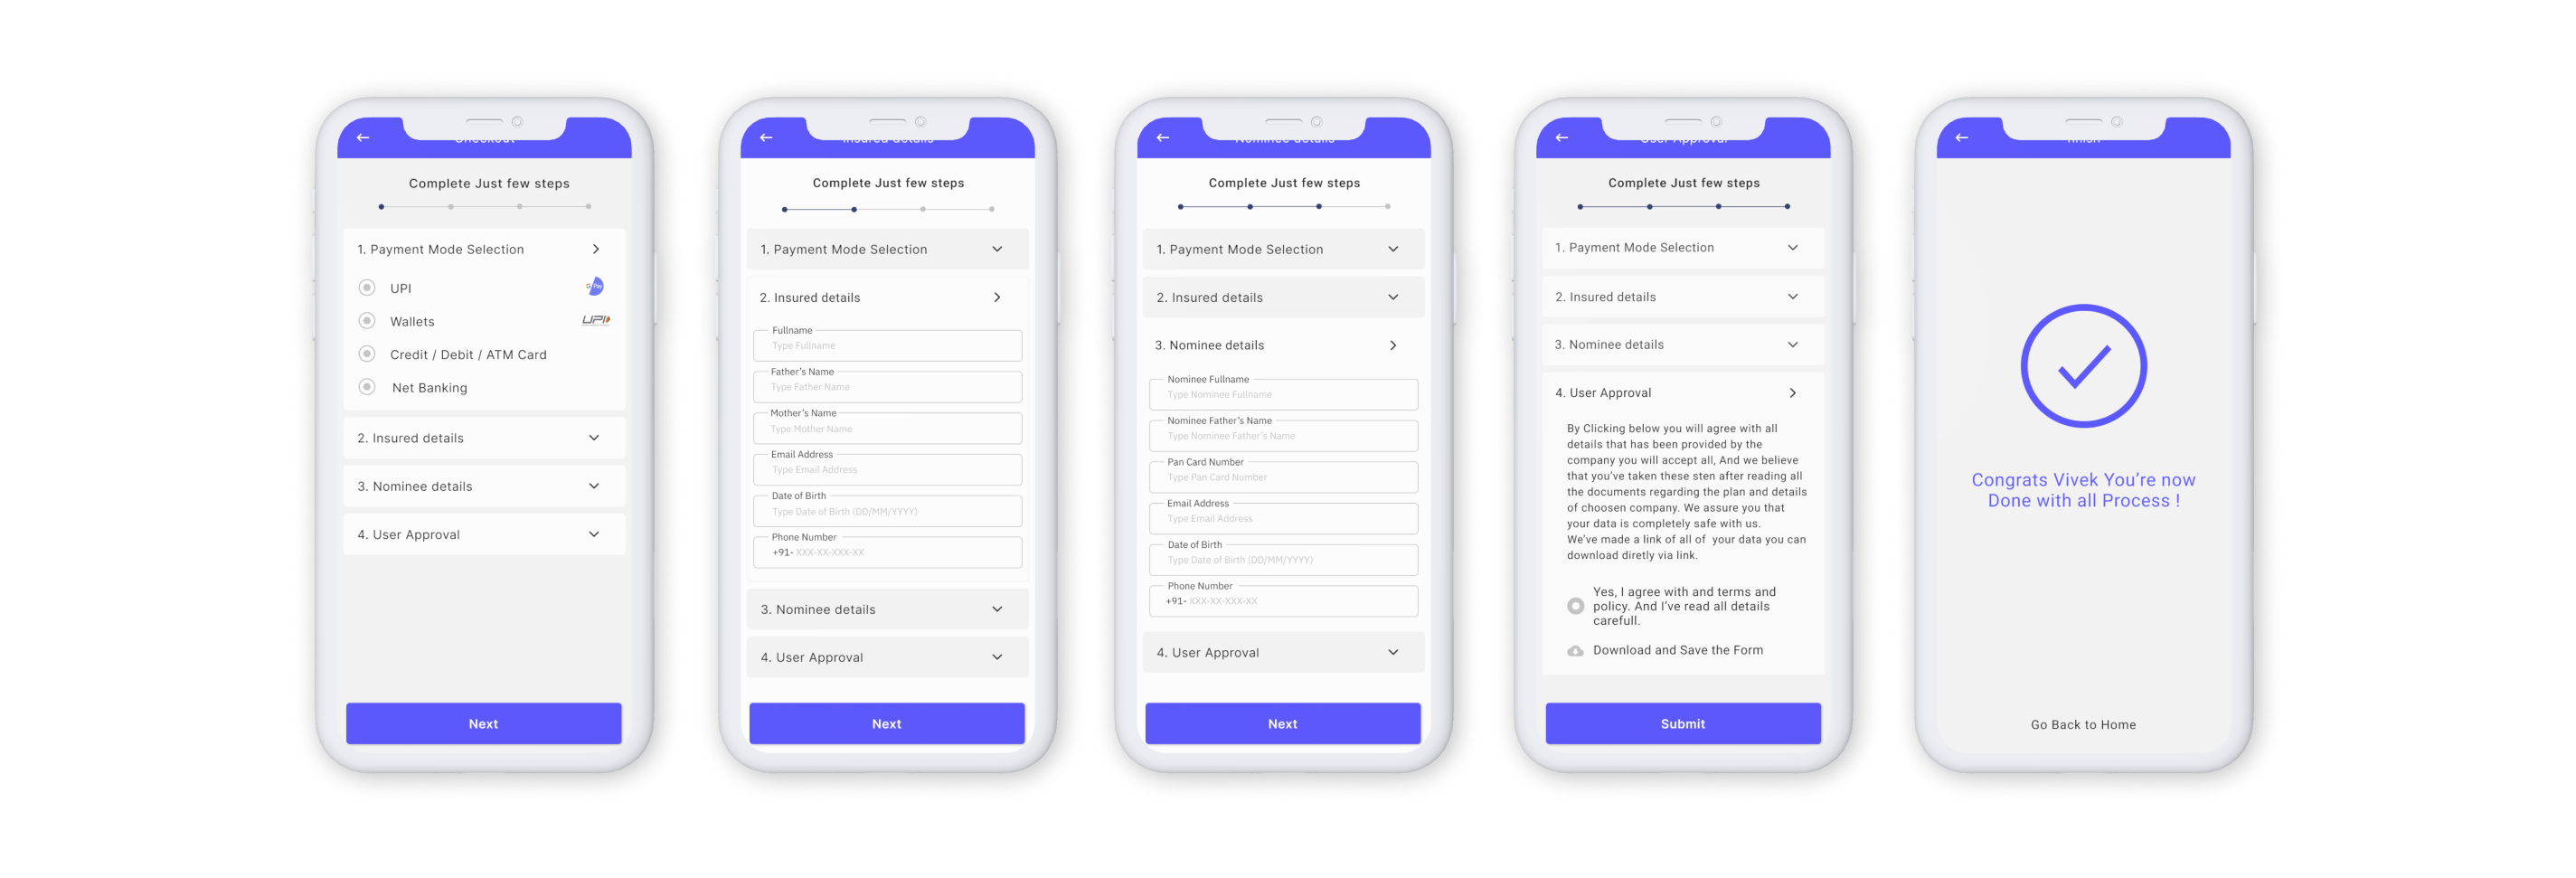 Checkout
Complete Just few steps
1. Payment Mode Selection
UPI
G Pay
Wallets
UPI
Credit / Debit / ATM Card
Net Banking
2. Insured details
3. Nominee details
4. User Approval
Next
Insured details
Complete Just few steps
1. Payment Mode Selection
2. Insured details
Fullname
Type Fullname
Father's Name
Type Father Name
Mother's Name
Type Mother Name
Email Address
Type Email Address
Date of Birth
Type Date of Birth (DD/MM/YYYY)
Phone Number
+91- XXX-XX-XXX-XX
3. Nominee details
4. User Approval
Next
Nominee details
Complete Just few steps
1. Payment Mode Selection
2. Insured details
3. Nominee details
Nominee Fullname
Type Nominee Fullname
Nominee Father's Name
Type Nominee Father's Name
Pan Card Number
Type Pan Card Number
Email Address
Type Email Address
Date of Birth
Type Date of Birth (DD/MM/YYYY)
Phone Number
+91- XXX-XX-XXX-XX
4. User Approval
Next
User Approval
Complete Just few steps
1. Payment Mode Selection
2. Insured details
3. Nominee details
4. User Approval
By Clicking below you will agree with all
details that has been provided by the
company you will accept all, And we believe
that you've taken these sten after reading all
the documents regarding the plan and details
of choosen company. We assure you that
your data is completely safe with us.
We've made a link of all of your data you can
download diretly via link.
Yes, I agree with and terms and
policy. And I've read all details
carefull.
Download and Save the Form
Submit
finish
Congrats Vivek You're now
Done with all Process !
Go Back to Home